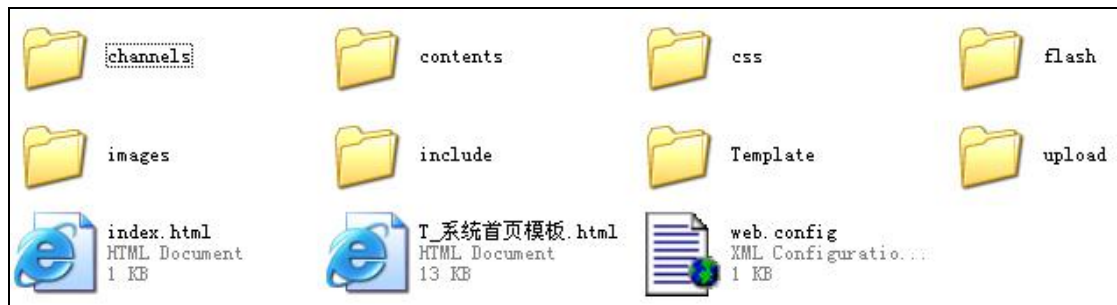 channels
contents
css
flash
images
include
Template
upload
index.html
HTML Document
1 KB
T_系统首页模板.html
HTML Document
13 KB
web.config
XML Configuratio...
1 KB